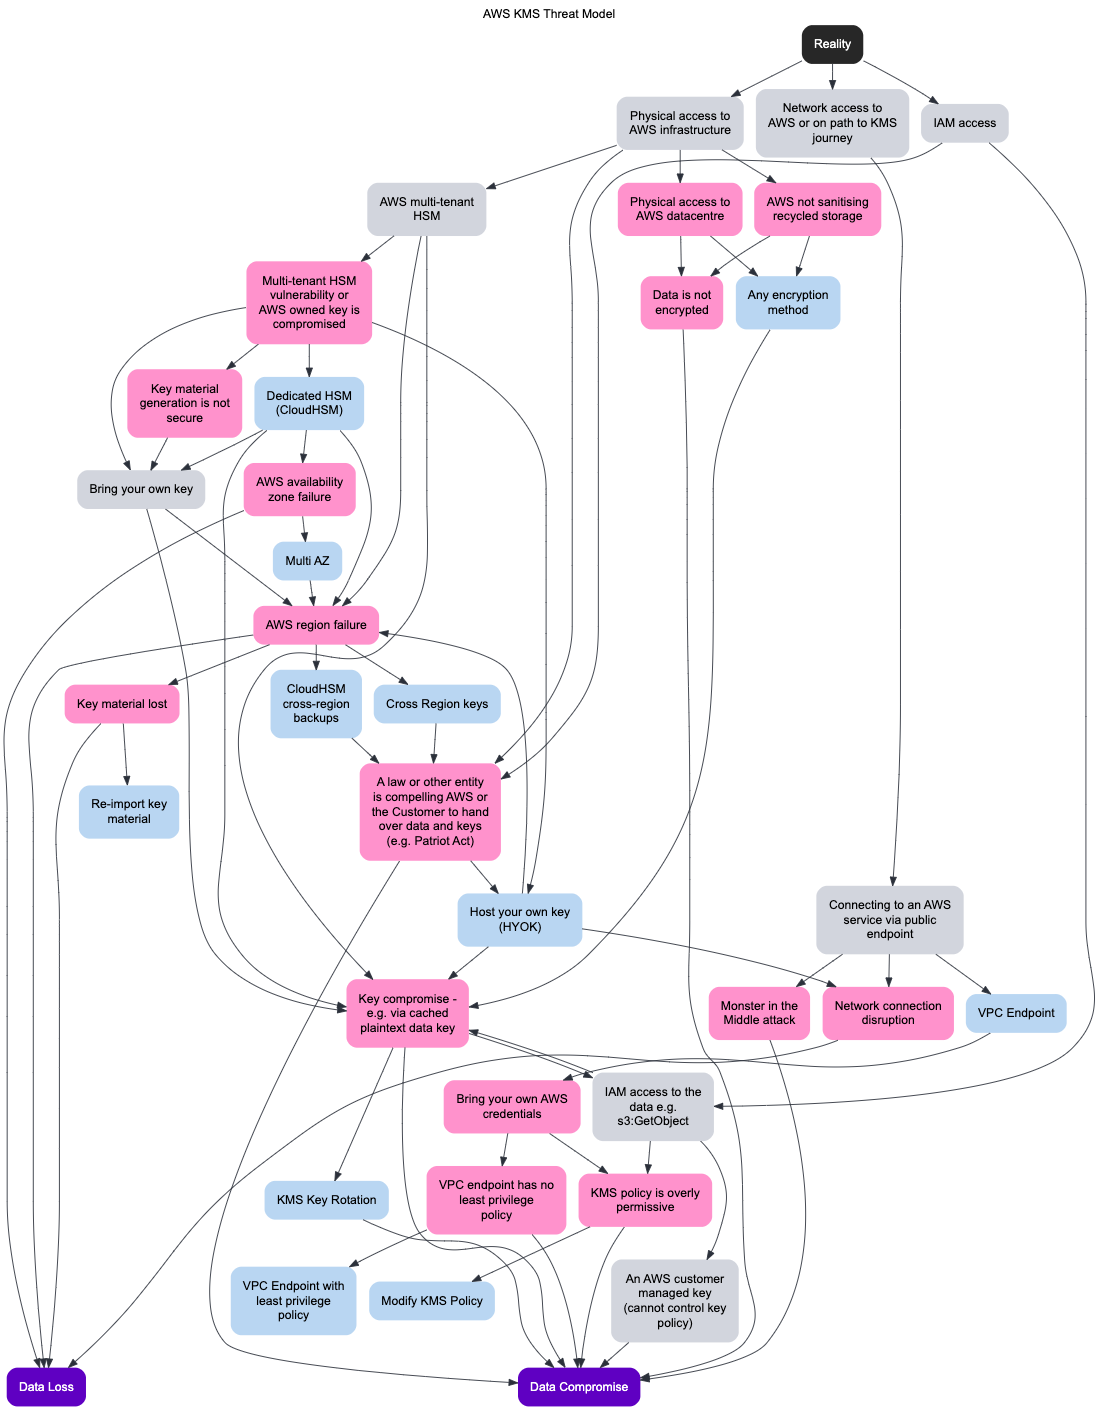 AWS KMS Threat Model
Reality
Physical access to
AWS infrastructure
Network access to
AWS or on path to KMS
journey
IAM access
AWS multi-tenant
HSM
Physical access to
AWS datacentre
AWS not sanitising
recycled storage
Multi-tenant HSM
vulnerability or
AWS owned key is
compromised
Data is not
encrypted
Any encryption
method
Key material
generation is not
secure
Dedicated HSM
(CloudHSM)
Bring your own key
AWS availability
zone failure
Multi AZ
AWS region failure
Key material lost
CloudHSM
cross-region
backups
Cross Region keys
Re-import key
material
A law or other entity
is compelling AWS or
the Customer to hand
over data and keys
(e.g. Patriot Act)
Host your own key
(HYOK)
Connecting to an AWS
service via public
endpoint
Key compromise -
e.g. via cached
plaintext data key
Monster in the
Middle attack
Network connection
disruption
VPC Endpoint
Bring your own AWS
credentials
IAM access to the
data e.g.
s3:GetObject
KMS Key Rotation
VPC endpoint has no
least privilege
policy
KMS policy is overly
permissive
VPC Endpoint with
least privilege
policy
Modify KMS Policy
An AWS customer
managed key
(cannot control key
policy)
Data Loss
Data Compromise